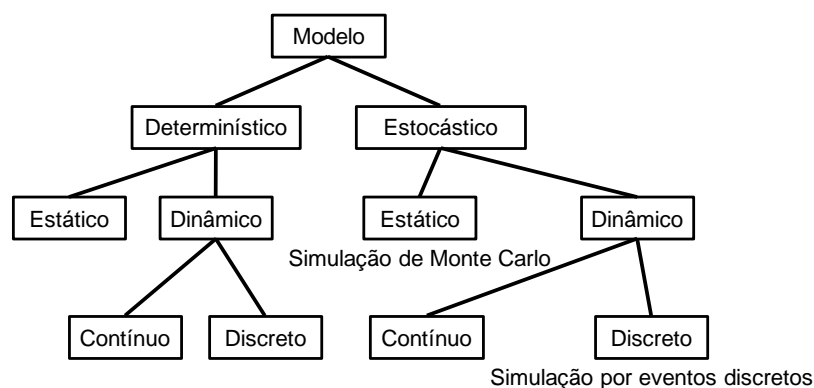 Modelo
Determinístico
Estocástico
Estático
Dinâmico
Estático
Dinâmico
Simulação de Monte Carlo
Contínuo
Discreto
Contínuo
Discreto
Simulação por eventos discretos